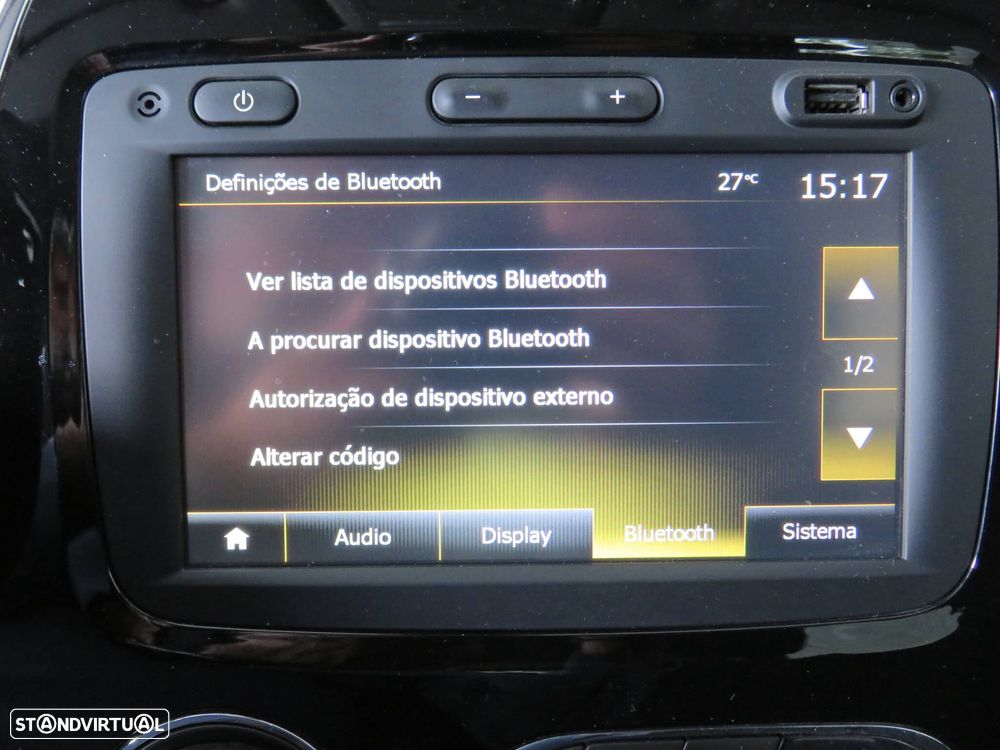 Definições de Bluetooth 27°C 15:17
Ver lista de dispositivos Bluetooth
A procurar dispositivo Bluetooth
1/2
Autorização de dispositivo externo
Alterar código
Audio Display Bluetooth Sistema
STANDVIRTUAL